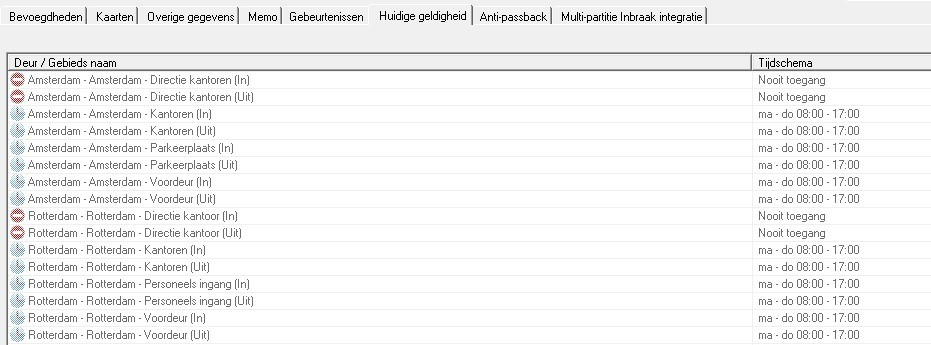 Bevoegdheden Kaarten Overige gegevens Memo Gebeurtenissen Huidige geldigheid Anti-passback Multi-partitie Inbraak integratie
Deur / Gebieds naam Tijdschema
Amsterdam - Amsterdam - Directie kantoren (In) Nooit toegang
Amsterdam - Amsterdam - Directie kantoren (Uit) Nooit toegang
Amsterdam - Amsterdam - Kantoren (In) ma - do 08:00 - 17:00
Amsterdam - Amsterdam - Kantoren (Uit) ma - do 08:00 - 17:00
Amsterdam - Amsterdam - Parkeerplaats (In) ma - do 08:00 - 17:00
Amsterdam - Amsterdam - Parkeerplaats (Uit) ma - do 08:00 - 17:00
Amsterdam - Amsterdam - Voordeur (In) ma - do 08:00 - 17:00
Amsterdam - Amsterdam - Voordeur (Uit) ma - do 08:00 - 17:00
Rotterdam - Rotterdam - Directie kantoor (In) Nooit toegang
Rotterdam - Rotterdam - Directie kantoor (Uit) Nooit toegang
Rotterdam - Rotterdam - Kantoren (In) ma - do 08:00 - 17:00
Rotterdam - Rotterdam - Kantoren (Uit) ma - do 08:00 - 17:00
Rotterdam - Rotterdam - Personeels ingang (In) ma - do 08:00 - 17:00
Rotterdam - Rotterdam - Personeels ingang (Uit) ma - do 08:00 - 17:00
Rotterdam - Rotterdam - Voordeur (In) ma - do 08:00 - 17:00
Rotterdam - Rotterdam - Voordeur (Uit) ma - do 08:00 - 17:00